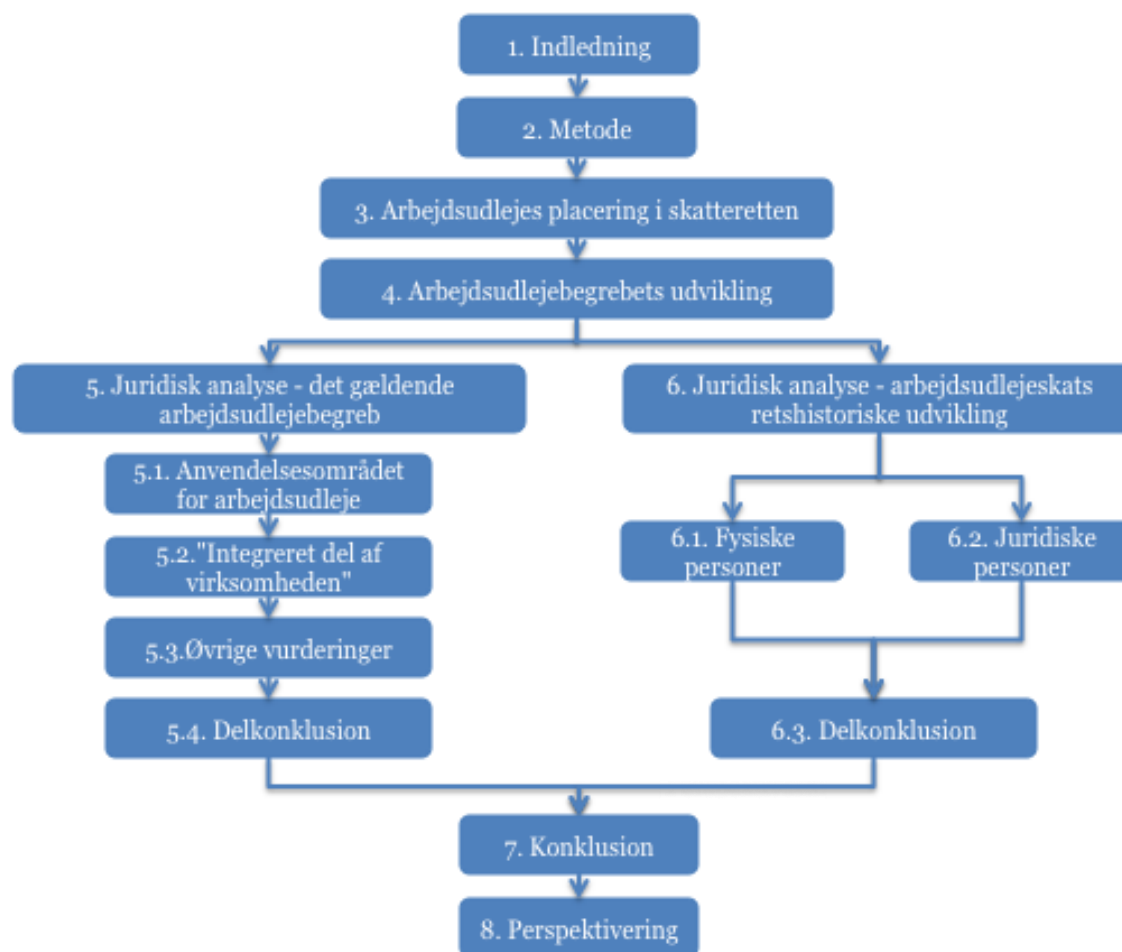 1. Indledning
2. Metode
3. Arbejdsudlejes placering i skatteretten
4. Arbejdsudlejebegrebets udvikling
5. Juridisk analyse - det gældende
arbejdsudlejebegreb
5.1. Anvendelsesområdet
for arbejdsudleje
5.2."Integreret del af
virksomheden"
5.3.Øvrige vurderinger
5.4. Delkonklusion
6. Juridisk analyse - arbejdsudlejeskats
retshistoriske udvikling
6.1. Fysiske
personer
6.2. Juridiske
personer
6.3. Delkonklusion
7. Konklusion
8. Perspektivering